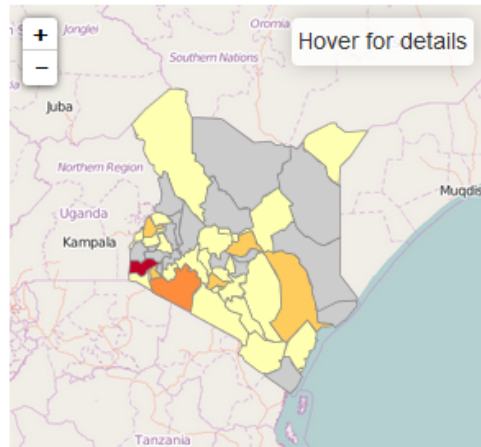 +
Jonglei
Oromia
Hover for details
−
Southern Nations
Juba
Northern Region
Uganda
Muqdis
Kampala
Tanzania